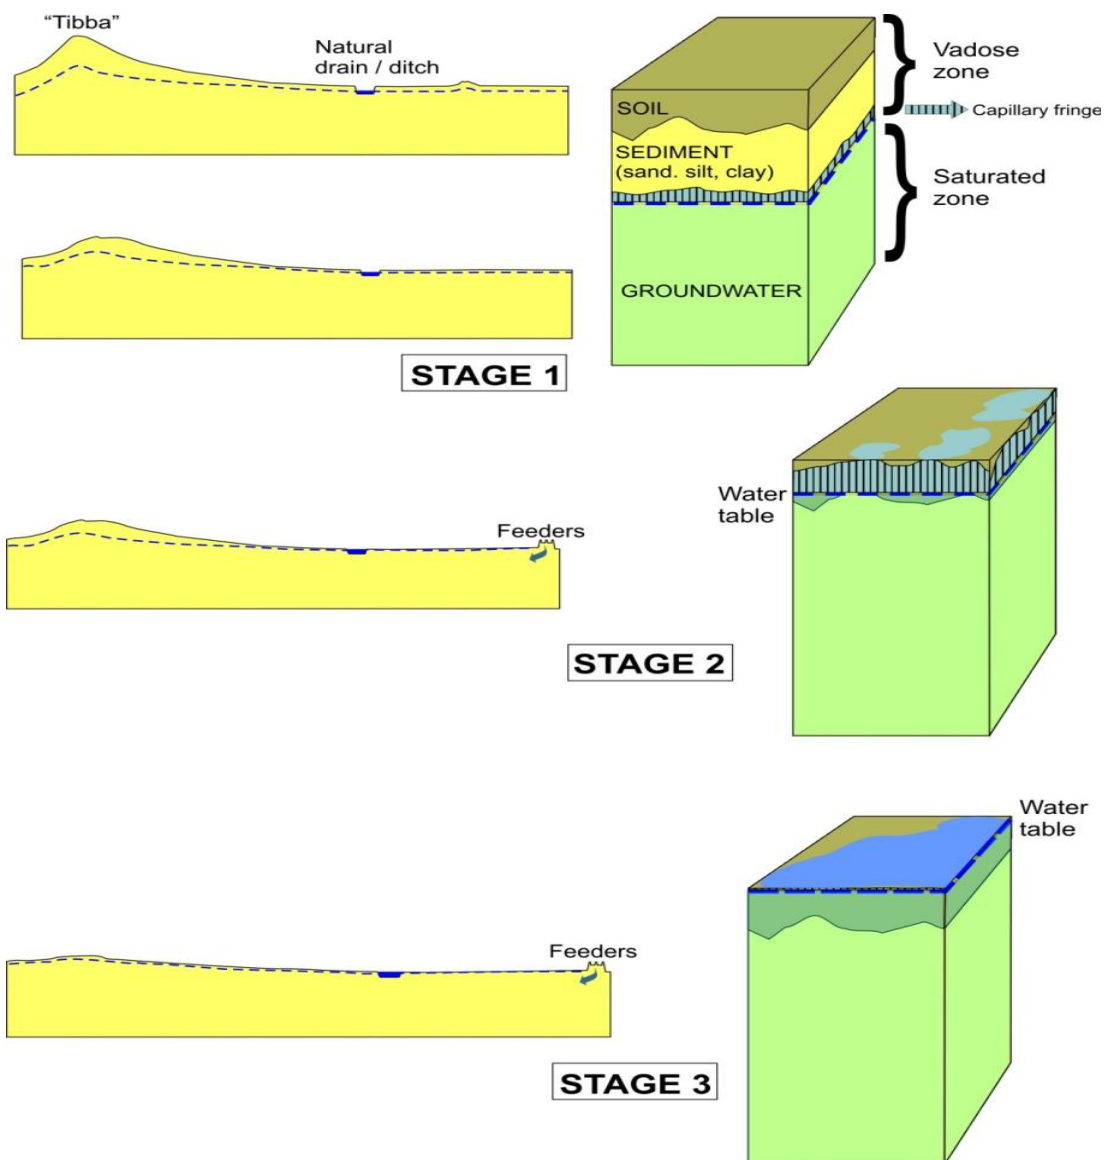 “Tibba”
Natural
drain / ditch
Vadose
zone
Capillary fringe
SOIL
SEDIMENT
(sand. silt, clay)
Saturated
zone
GROUNDWATER
STAGE 1
Water
table
Feeders
STAGE 2
Water
table
Feeders
STAGE 3